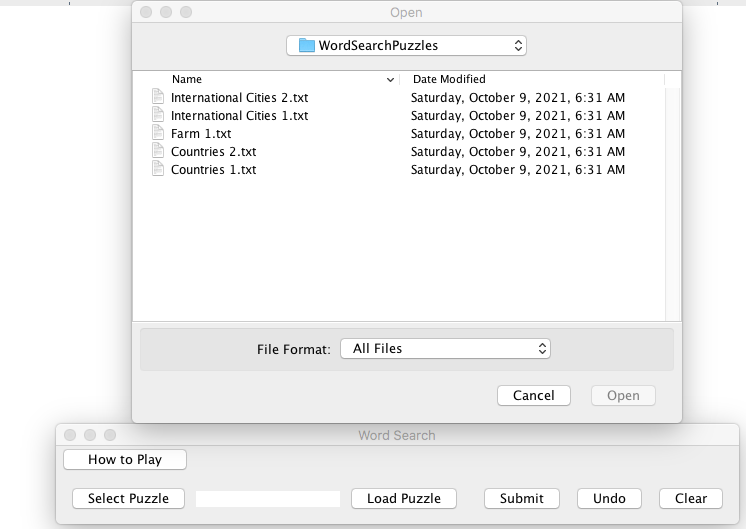 Open
WordSearchPuzzles
Name Date Modified
International Cities 2.txt Saturday, October 9, 2021, 6:31 AM
International Cities 1.txt Saturday, October 9, 2021, 6:31 AM
Farm 1.txt Saturday, October 9, 2021, 6:31 AM
Countries 2.txt Saturday, October 9, 2021, 6:31 AM
Countries 1.txt Saturday, October 9, 2021, 6:31 AM
File Format: All Files
Cancel Open
Word Search
How to Play
Select Puzzle Load Puzzle Submit Undo Clear